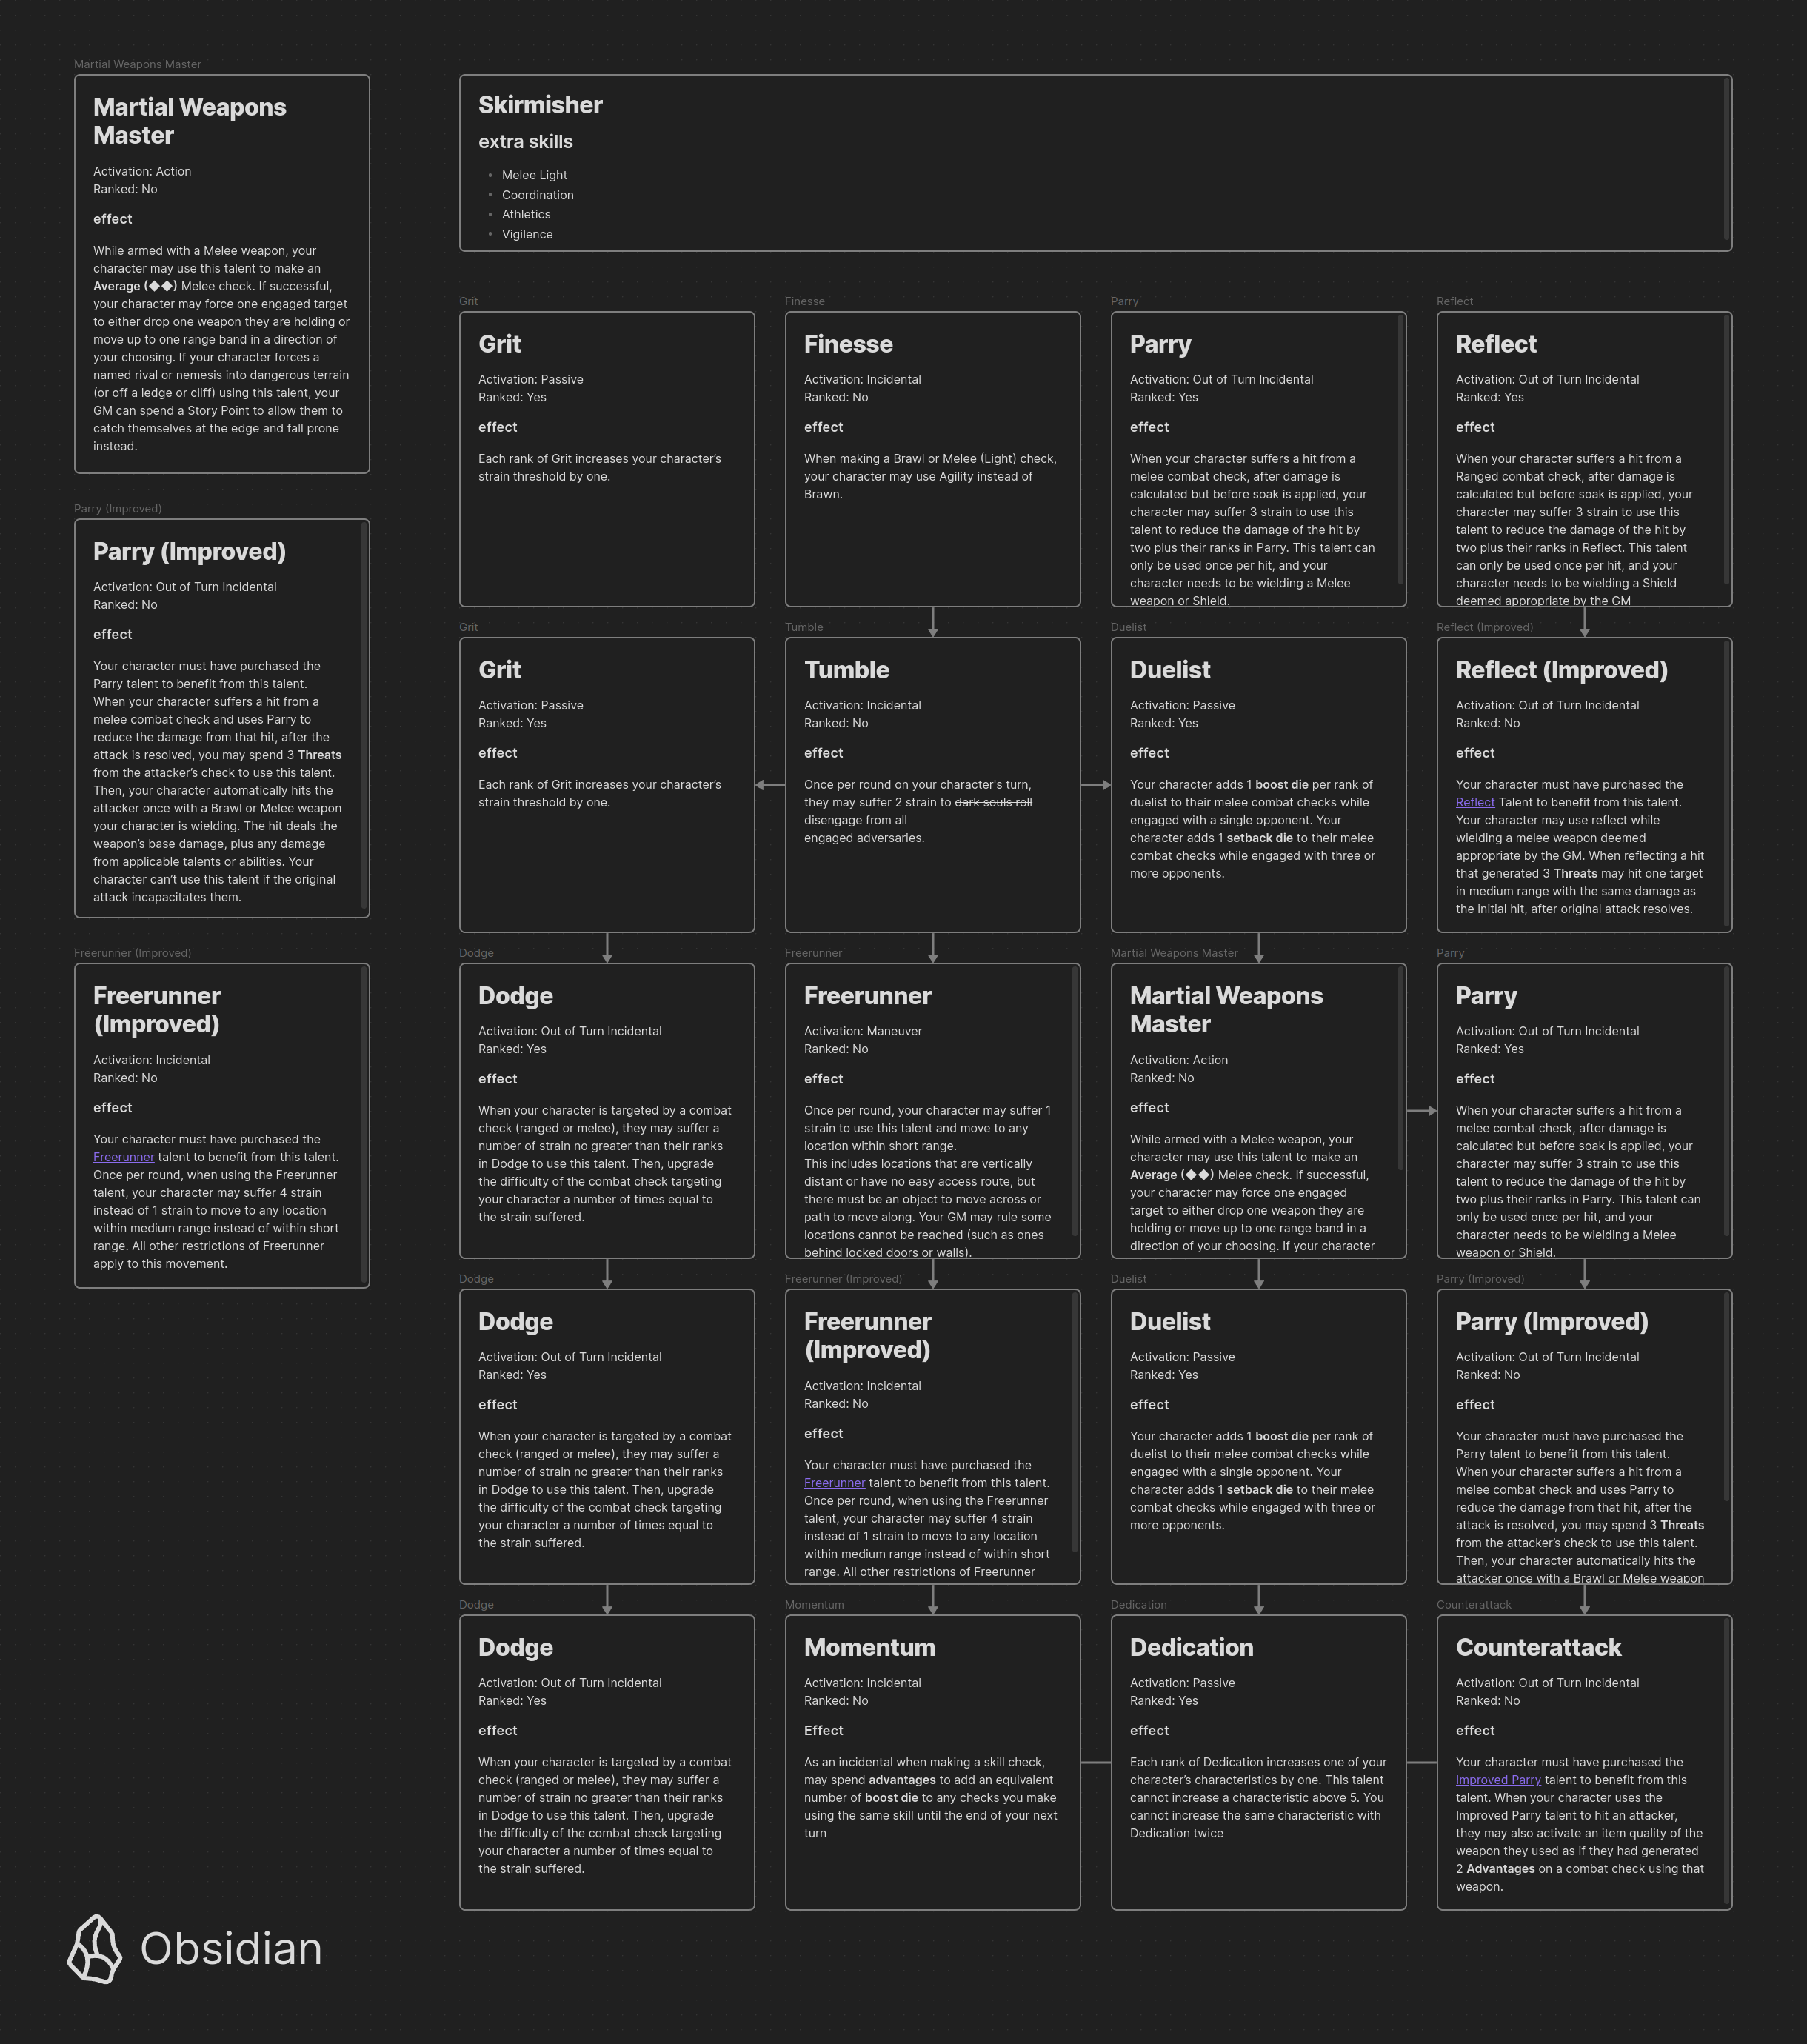 Martial Weapons Master
Martial Weapons
Master
Activation: Action
Ranked: No
effect
While armed with a Melee weapon, your
character may use this talent to make an
Average (◆◆) Melee check. If successful,
your character may force one engaged target
to either drop one weapon they are holding or
move up to one range band in a direction of
your choosing. If your character forces a
named rival or nemesis into dangerous terrain
(or off a ledge or cliff) using this talent, your
GM can spend a Story Point to allow them to
catch themselves at the edge and fall prone
instead.
Parry (Improved)
Parry (Improved)
Activation: Out of Turn Incidental
Ranked: No
effect
Your character must have purchased the
Parry talent to benefit from this talent.
When your character suffers a hit from a
melee combat check and uses Parry to
reduce the damage from that hit, after the
attack is resolved, you may spend 3 Threats
from the attacker's check to use this talent.
Then, your character automatically hits the
attacker once with a Brawl or Melee weapon
your character is wielding. The hit deals the
weapon's base damage, plus any damage
from applicable talents or abilities. Your
character can't use this talent if the original
attack incapacitates them.
Freerunner (Improved)
Freerunner
(Improved)
Activation: Incidental
Ranked: No
effect
Your character must have purchased the
Freerunner talent to benefit from this talent.
Once per round, when using the Freerunner
talent, your character may suffer 4 strain
instead of 1 strain to move to any location
within medium range instead of within short
range. All other restrictions of Freerunner
apply to this movement.
Skirmisher
extra skills
• Melee Light
• Coordination
• Athletics
• Vigilence
Grit
Grit
Activation: Passive
Ranked: Yes
effect
Each rank of Grit increases your character's
strain threshold by one.
Finesse
Finesse
Activation: Incidental
Ranked: No
effect
When making a Brawl or Melee (Light) check,
your character may use Agility instead of
Brawn.
Parry
Parry
Activation: Out of Turn Incidental
Ranked: Yes
effect
When your character suffers a hit from a
melee combat check, after damage is
calculated but before soak is applied, your
character may suffer 3 strain to use this
talent to reduce the damage of the hit by
two plus their ranks in Parry. This talent can
only be used once per hit, and your
character needs to be wielding a Melee
weapon or Shield.
Reflect
Reflect
Activation: Out of Turn Incidental
Ranked: Yes
effect
When your character suffers a hit from a
Ranged combat check, after damage is
calculated but before soak is applied, your
character may suffer 3 strain to use this
talent to reduce the damage of the hit by
two plus their ranks in Reflect. This talent
can only be used once per hit, and your
character needs to be wielding a Shield
deemed appropriate by the GM
Grit
Grit
Activation: Passive
Ranked: Yes
effect
Each rank of Grit increases your character's
strain threshold by one.
Tumble
Tumble
Activation: Incidental
Ranked: No
effect
Once per round on your character's turn,
they may suffer 2 strain to dark souls roll
disengage from all
engaged adversaries.
Duelist
Duelist
Activation: Passive
Ranked: Yes
effect
Your character adds 1 boost die per rank of
duelist to their melee combat checks while
engaged with a single opponent. Your
character adds 1 setback die to their melee
combat checks while engaged with three or
more opponents.
Reflect (Improved)
Reflect (Improved)
Activation: Out of Turn Incidental
Ranked: No
effect
Your character must have purchased the
Reflect Talent to benefit from this talent.
Your character may use reflect while
wielding a melee weapon deemed
appropriate by the GM. When reflecting a hit
that generated 3 Threats may hit one target
in medium range with the same damage as
the initial hit, after original attack resolves.
Dodge
Dodge
Activation: Out of Turn Incidental
Ranked: Yes
effect
When your character is targeted by a combat
check (ranged or melee), they may suffer a
number of strain no greater than their ranks
in Dodge to use this talent. Then, upgrade
the difficulty of the combat check targeting
your character a number of times equal to
the strain suffered.
Freerunner
Freerunner
Activation: Maneuver
Ranked: No
effect
Once per round, your character may suffer 1
strain to use this talent and move to any
location within short range.
This includes locations that are vertically
distant or have no easy access route, but
there must be an object to move across or
path to move along. Your GM may rule some
locations cannot be reached (such as ones
behind locked doors or walls).
Martial Weapons Master
Martial Weapons
Master
Activation: Action
Ranked: No
effect
While armed with a Melee weapon, your
character may use this talent to make an
Average (◆◆) Melee check. If successful,
your character may force one engaged
target to either drop one weapon they are
holding or move up to one range band in a
direction of your choosing. If your character
Parry
Parry
Activation: Out of Turn Incidental
Ranked: Yes
effect
When your character suffers a hit from a
melee combat check, after damage is
calculated but before soak is applied, your
character may suffer 3 strain to use this
talent to reduce the damage of the hit by
two plus their ranks in Parry. This talent can
only be used once per hit, and your
character needs to be wielding a Melee
weapon or Shield.
Dodge
Dodge
Activation: Out of Turn Incidental
Ranked: Yes
effect
When your character is targeted by a combat
check (ranged or melee), they may suffer a
number of strain no greater than their ranks
in Dodge to use this talent. Then, upgrade
the difficulty of the combat check targeting
your character a number of times equal to
the strain suffered.
Freerunner (Improved)
Freerunner
(Improved)
Activation: Incidental
Ranked: No
effect
Your character must have purchased the
Freerunner talent to benefit from this talent.
Once per round, when using the Freerunner
talent, your character may suffer 4 strain
instead of 1 strain to move to any location
within medium range instead of within short
range. All other restrictions of Freerunner
Duelist
Duelist
Activation: Passive
Ranked: Yes
effect
Your character adds 1 boost die per rank of
duelist to their melee combat checks while
engaged with a single opponent. Your
character adds 1 setback die to their melee
combat checks while engaged with three or
more opponents.
Parry (Improved)
Parry (Improved)
Activation: Out of Turn Incidental
Ranked: No
effect
Your character must have purchased the
Parry talent to benefit from this talent.
When your character suffers a hit from a
melee combat check and uses Parry to
reduce the damage from that hit, after the
attack is resolved, you may spend 3 Threats
from the attacker's check to use this talent.
Then, your character automatically hits the
attacker once with a Brawl or Melee weapon
Dodge
Dodge
Activation: Out of Turn Incidental
Ranked: Yes
effect
When your character is targeted by a combat
check (ranged or melee), they may suffer a
number of strain no greater than their ranks
in Dodge to use this talent. Then, upgrade
the difficulty of the combat check targeting
your character a number of times equal to
the strain suffered.
Momentum
Momentum
Activation: Incidental
Ranked: No
Effect
As an incidental when making a skill check,
may spend advantages to add an equivalent
number of boost die to any checks you make
using the same skill until the end of your next
turn
Dedication
Dedication
Activation: Passive
Ranked: Yes
effect
Each rank of Dedication increases one of your
character's characteristics by one. This talent
cannot increase a characteristic above 5. You
cannot increase the same characteristic with
Dedication twice
Counterattack
Counterattack
Activation: Out of Turn Incidental
Ranked: No
effect
Your character must have purchased the
Improved Parry talent to benefit from this
talent. When your character uses the
Improved Parry talent to hit an attacker,
they may also activate an item quality of the
weapon they used as if they had generated
2 Advantages on a combat check using that
weapon.
Obsidian